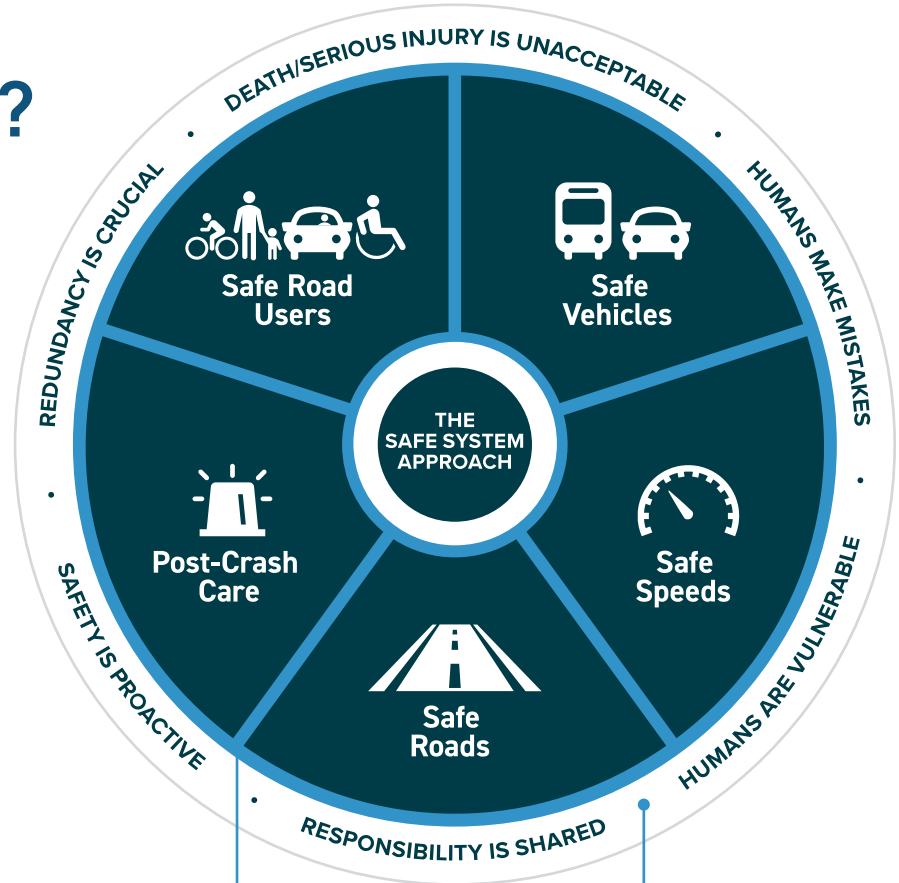 ?
DEATH/SERIOUS INJURY IS UNACCEPTABLE
HUMANS MAKE MISTAKES
HUMANS ARE VULNERABLE
RESPONSIBILITY IS SHARED
SAFETY IS PROACTIVE
REDUNDANCY IS CRUCIAL
Safe Road
Users
Safe
Vehicles
THE
SAFE SYSTEM
APPROACH
Post-Crash
Care
Safe
Speeds
Safe
Roads